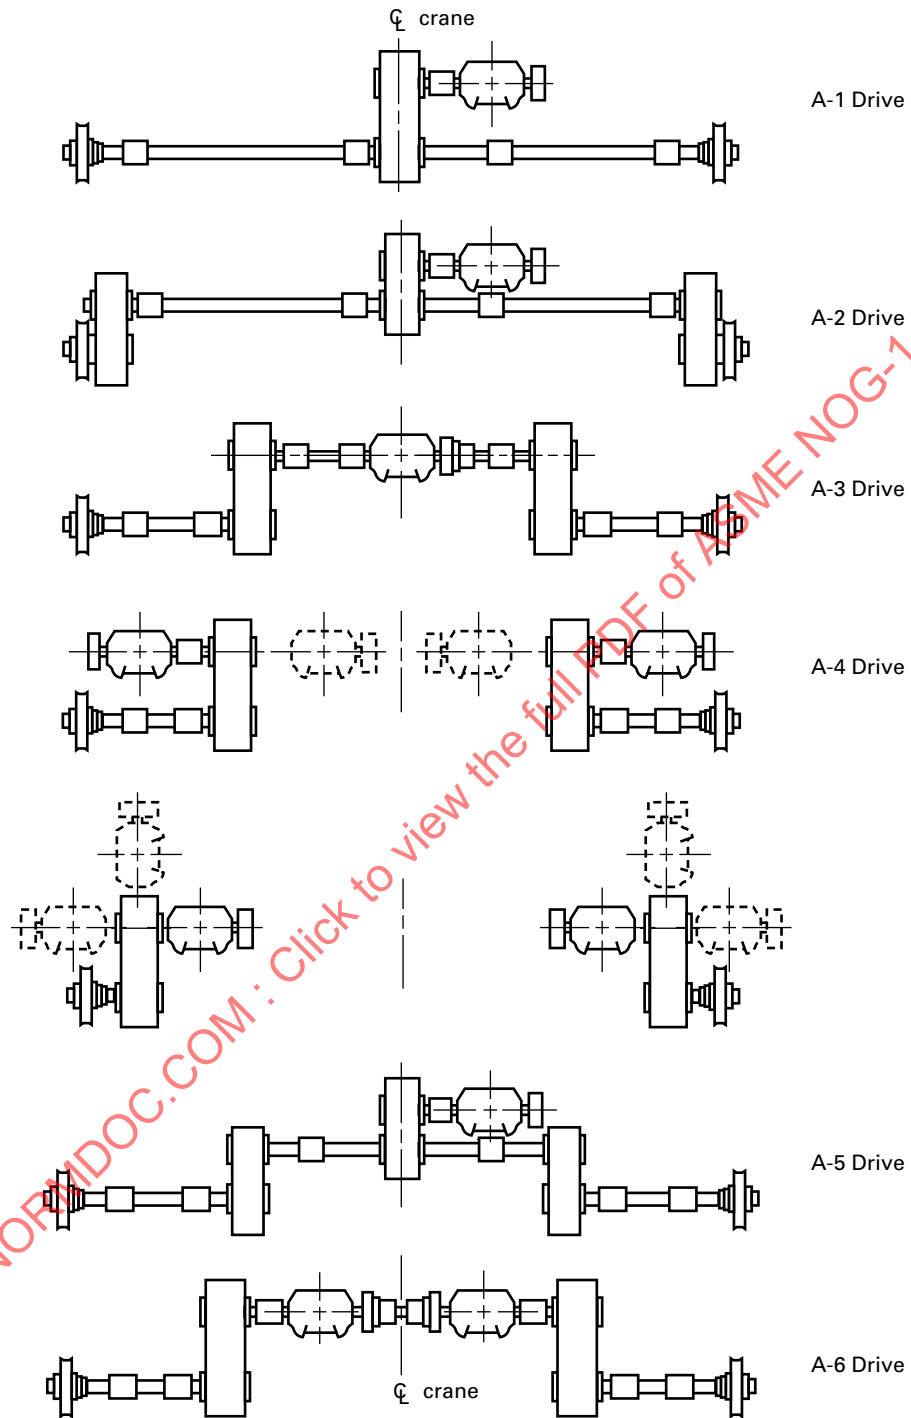 ℄ crane
A-1 Drive
A-2 Drive
A-3 Drive
A-4 Drive
A-5 Drive
A-6 Drive
℄ crane
NORMDOC.COM : Click to view the full PDF of ASME NOG-1